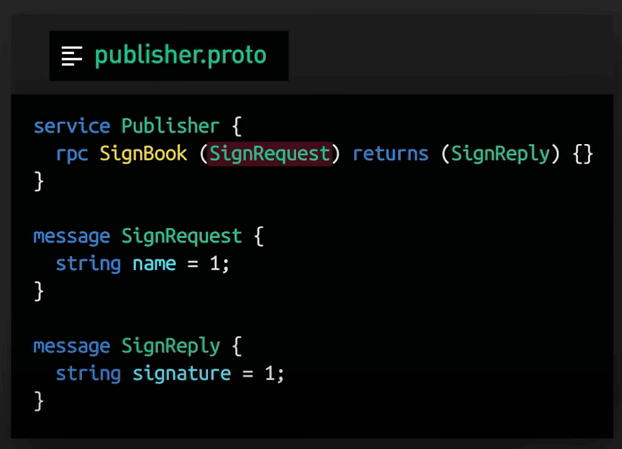 publisher.proto
service Publisher {
  rpc SignBook (SignRequest) returns (SignReply) {}
}
message SignRequest {
  string name = 1;
}
message SignReply {
  string signature = 1;
}